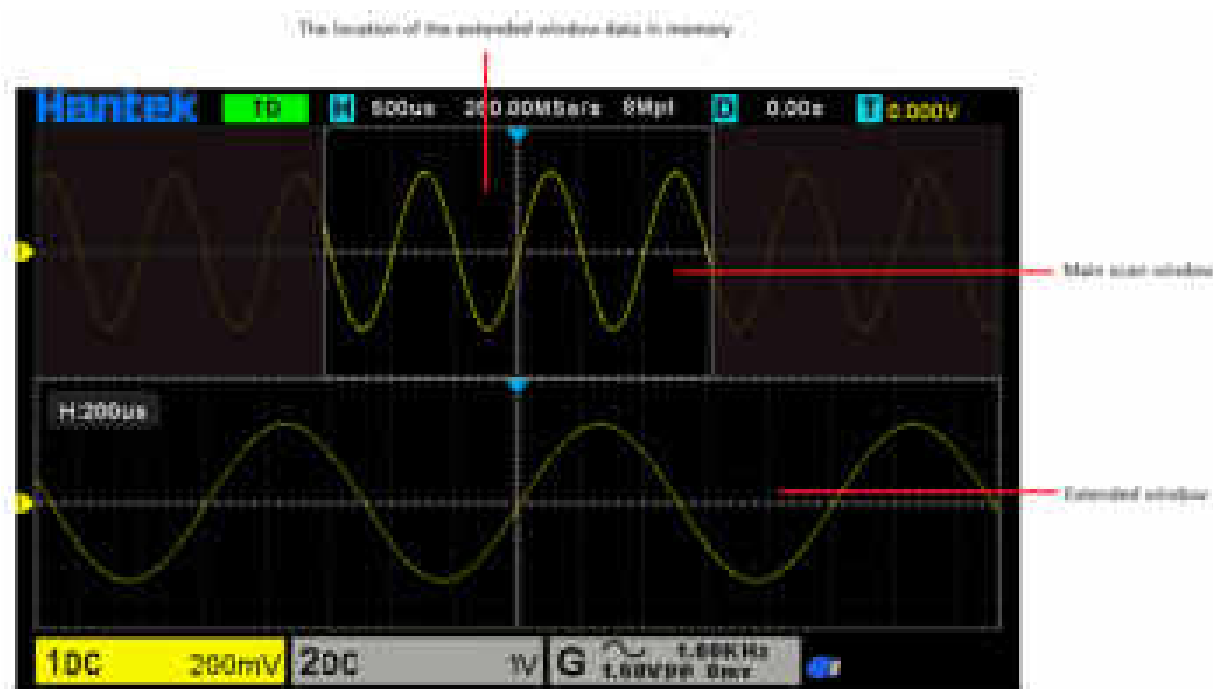 The location of the extended window data in memory
Hantek TD H 500us 200.00MSa/s 8Mpt D 0.00s T 0.000V
Main scan window
H:200μs
Extended window
1DC 200mV 2DC 1V G 1.00KHz
1.00Vpp 0mv